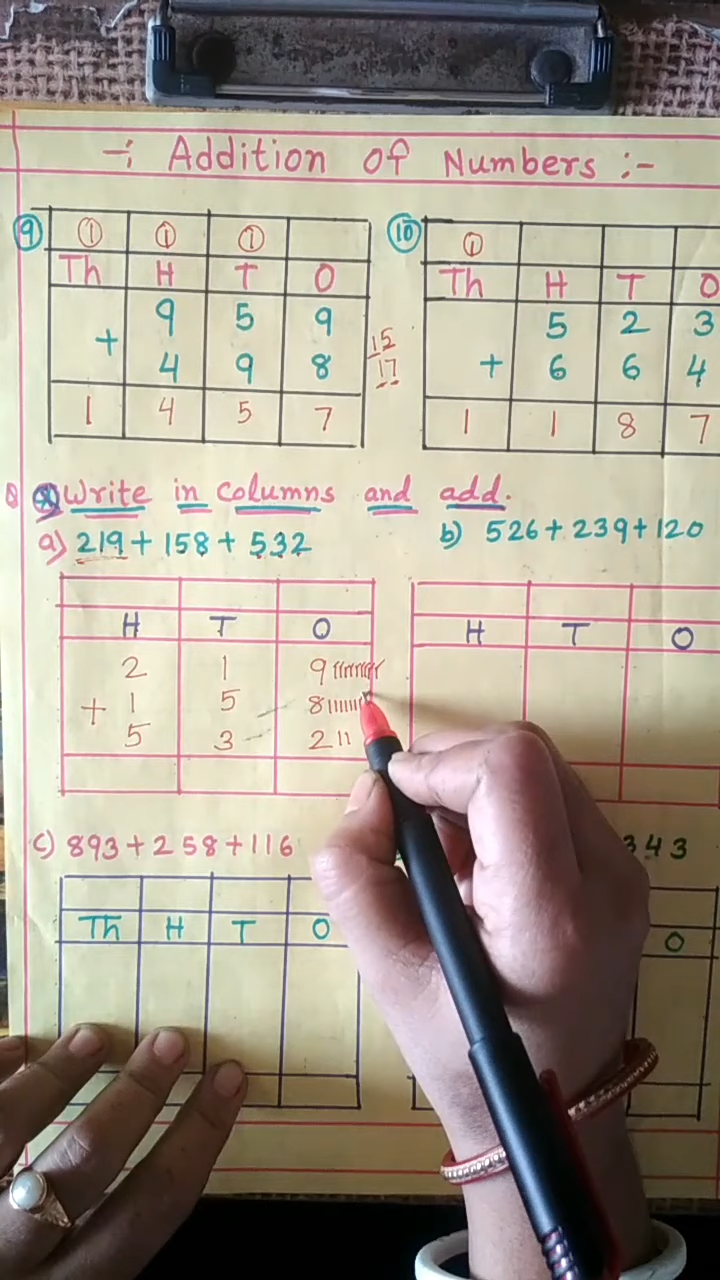 -: Addition Of Numbers :-
9 1 1 1
Th H T O
9 5 9
+ 4 9 8
1 4 5 7
15
17
10 1
Th H T O
5 2 3
+ 6 6 4
1 1 8 7
Write in columns and add.
a) 219 + 158 + 532
b) 526 + 239 + 120
H T O
2 1 9
+ 1 5 8
5 3 2
H T O
c) 893 + 258 + 116
343
Th H T O
O